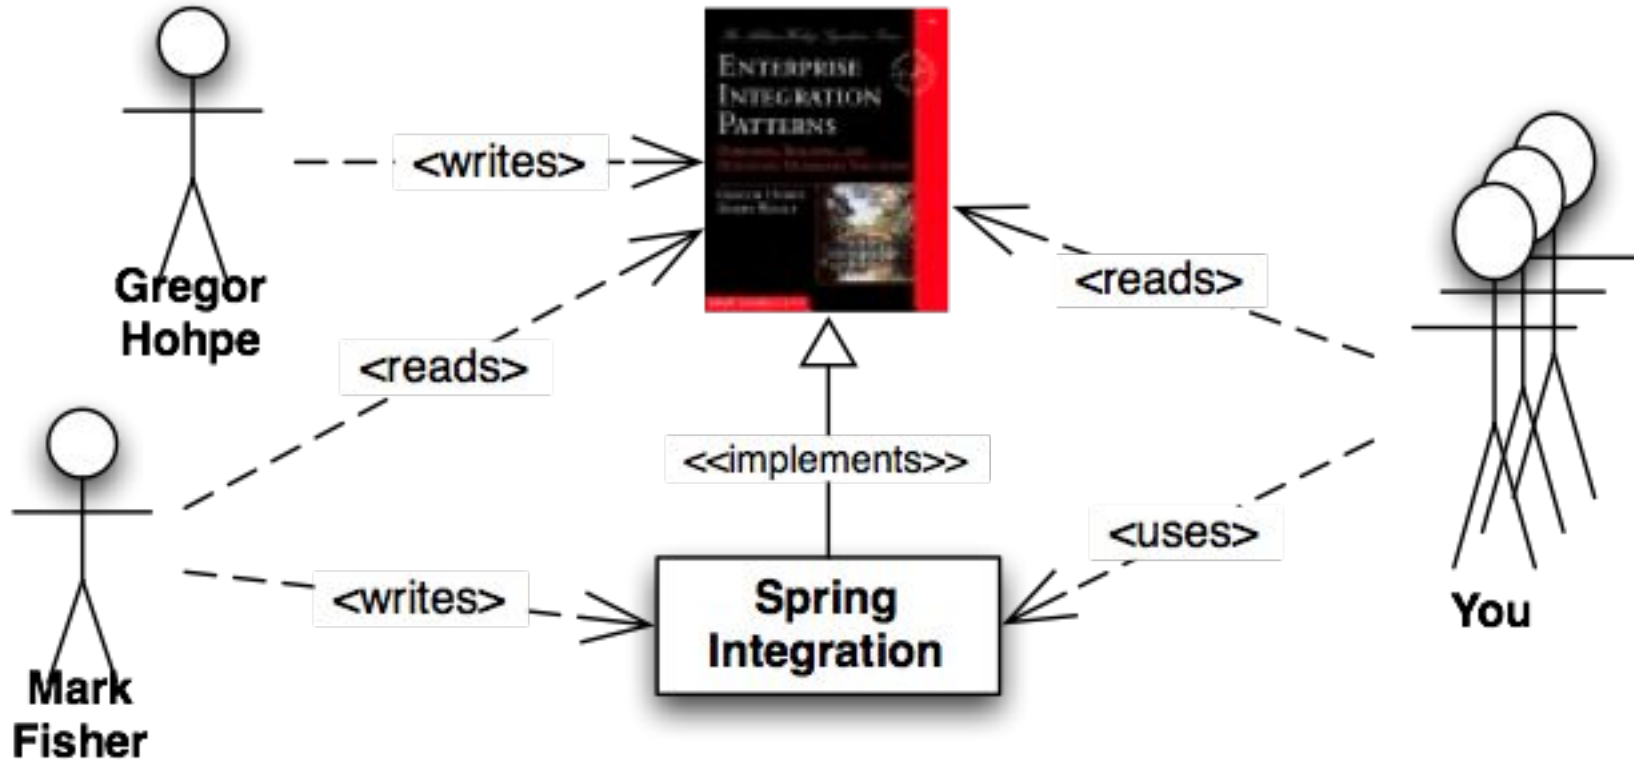 ENTERPRISE
INTEGRATION
PATTERNS
<writes>
Gregor
Hohpe
<reads>
<reads>
<<implements>>
<uses>
<writes>
Spring
Integration
You
Mark
Fisher